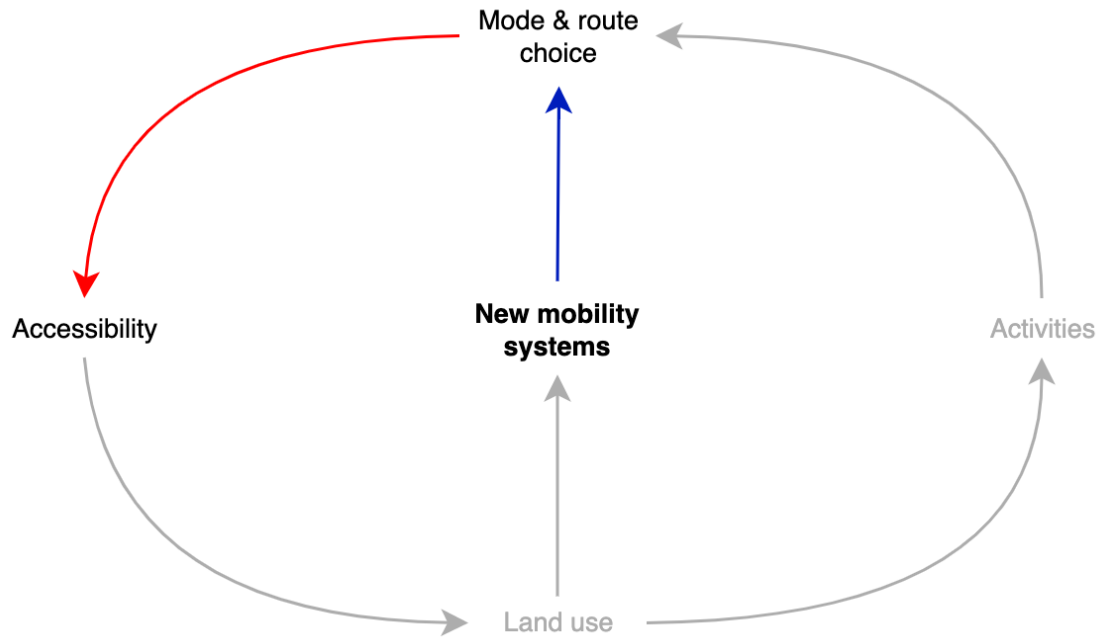 Mode & route
choice
Accessibility
New mobility
systems
Activities
Land use